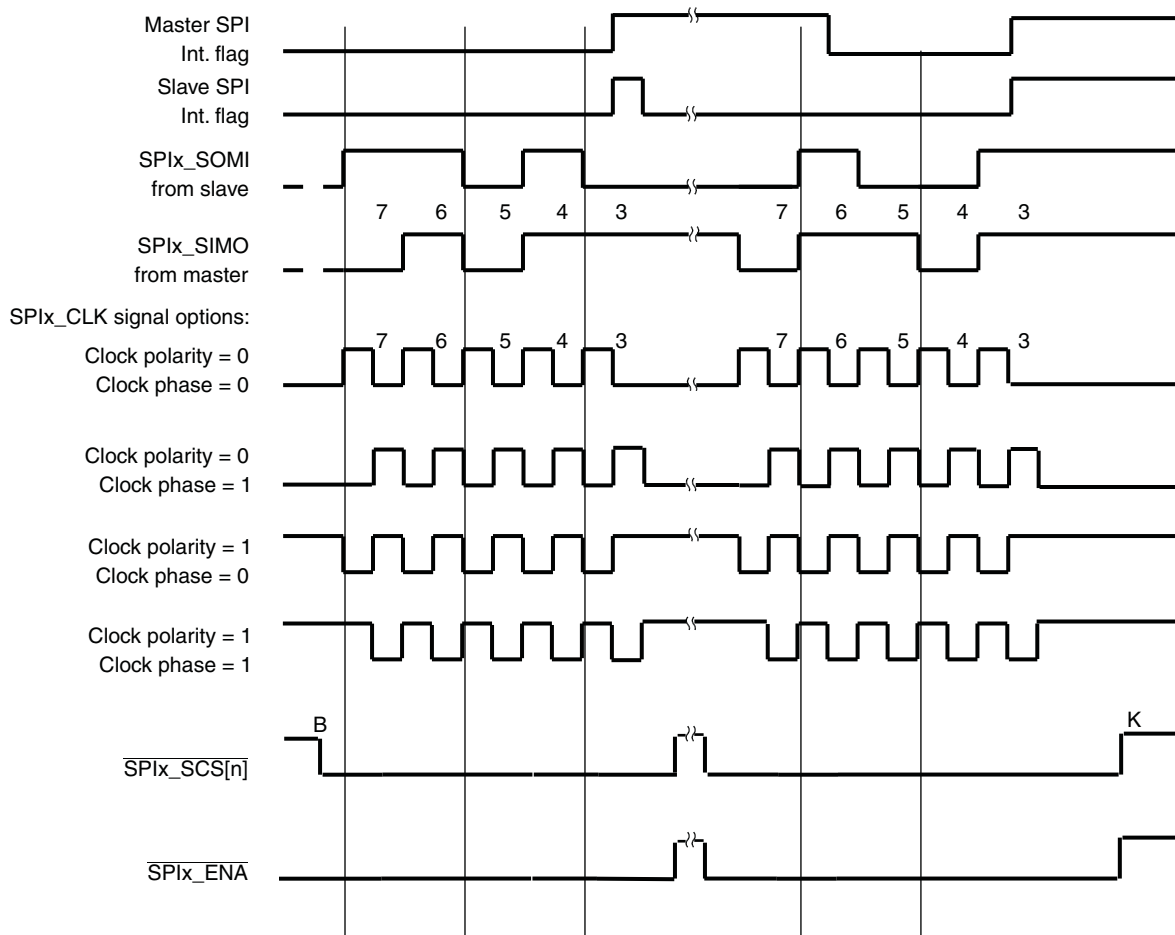 Master SPI
Int. flag
Slave SPI
Int. flag
SPIx_SOMI
from slave
7 6 5 4 3 7 6 5 4 3
SPIx_SIMO
from master
SPIx_CLK signal options:
7 6 5 4 3 7 6 5 4 3
Clock polarity = 0
Clock phase = 0
Clock polarity = 0
Clock phase = 1
Clock polarity = 1
Clock phase = 0
Clock polarity = 1
Clock phase = 1
B K
SPIx_SCS[n]
SPIx_ENA